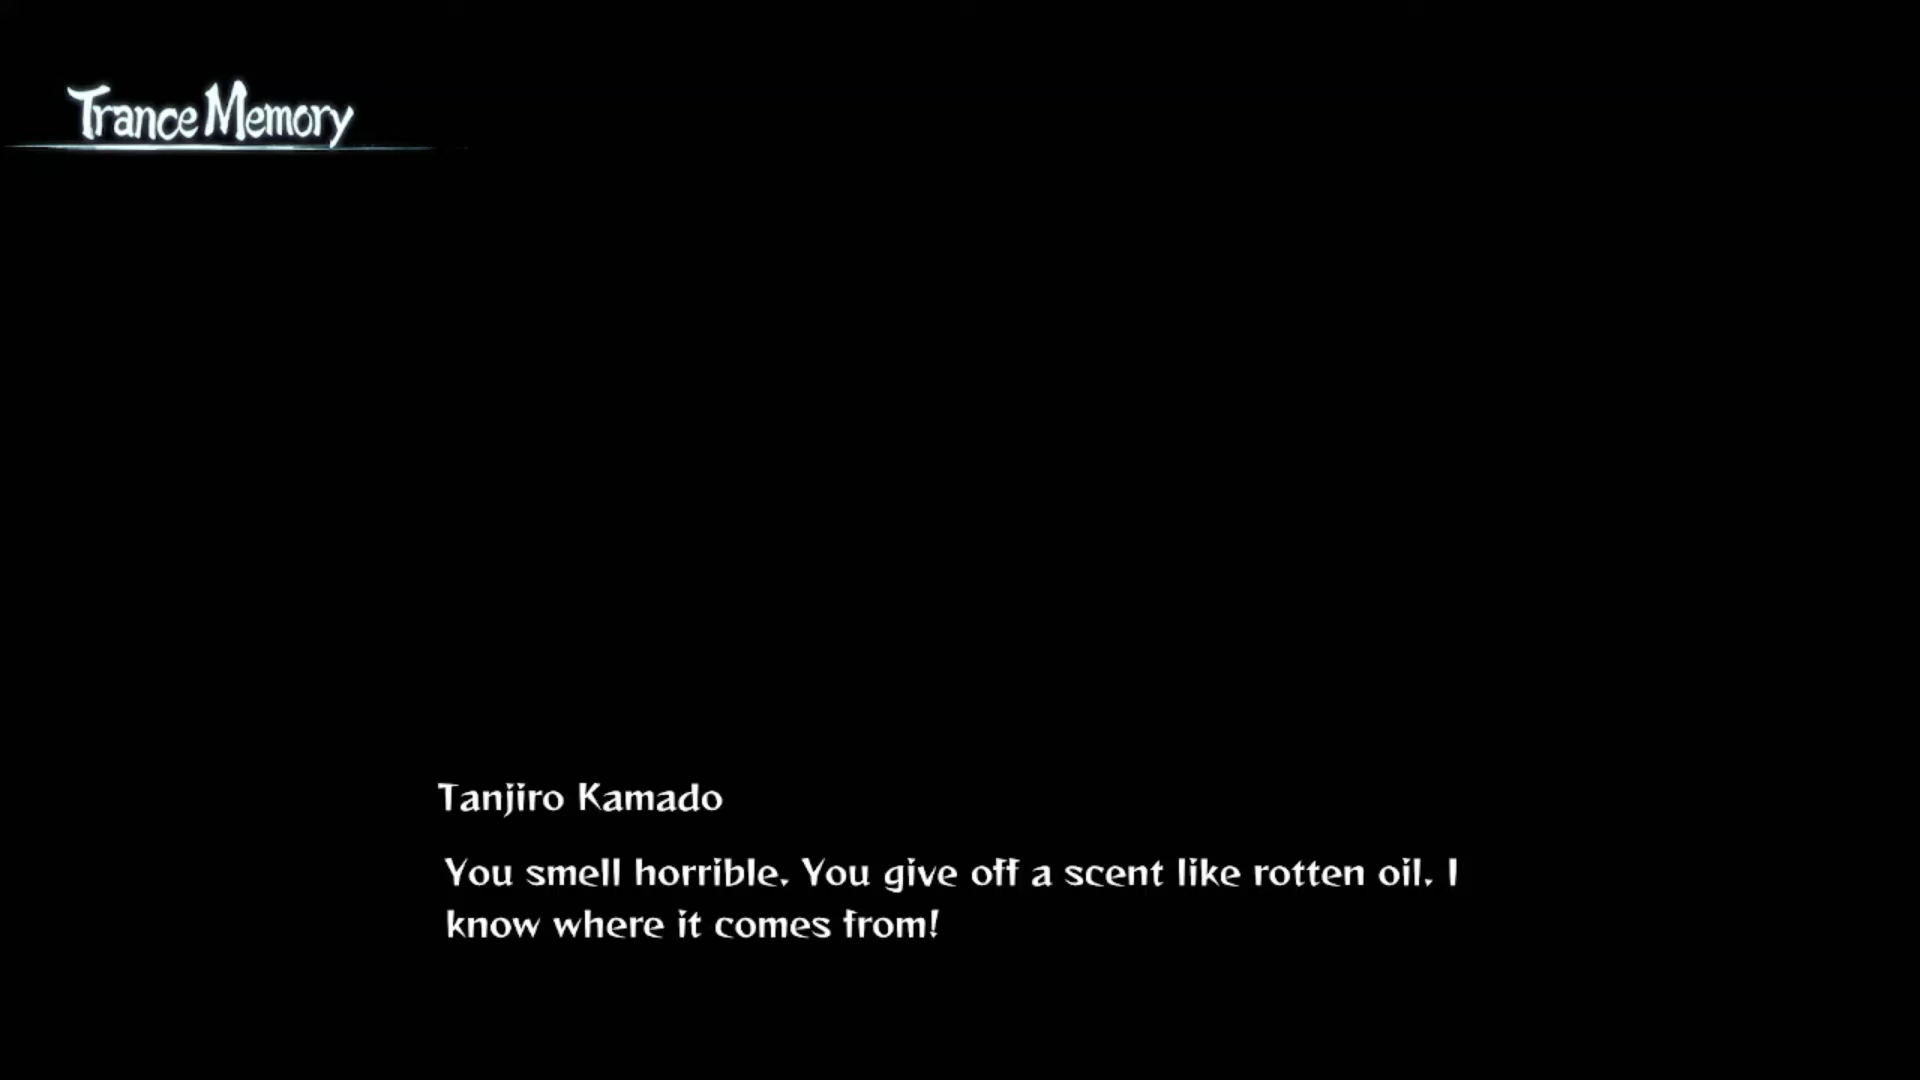 Trance Memory
Tanjiro Kamado
You smell horrible. You give off a scent like rotten oil. I
know where it comes from!